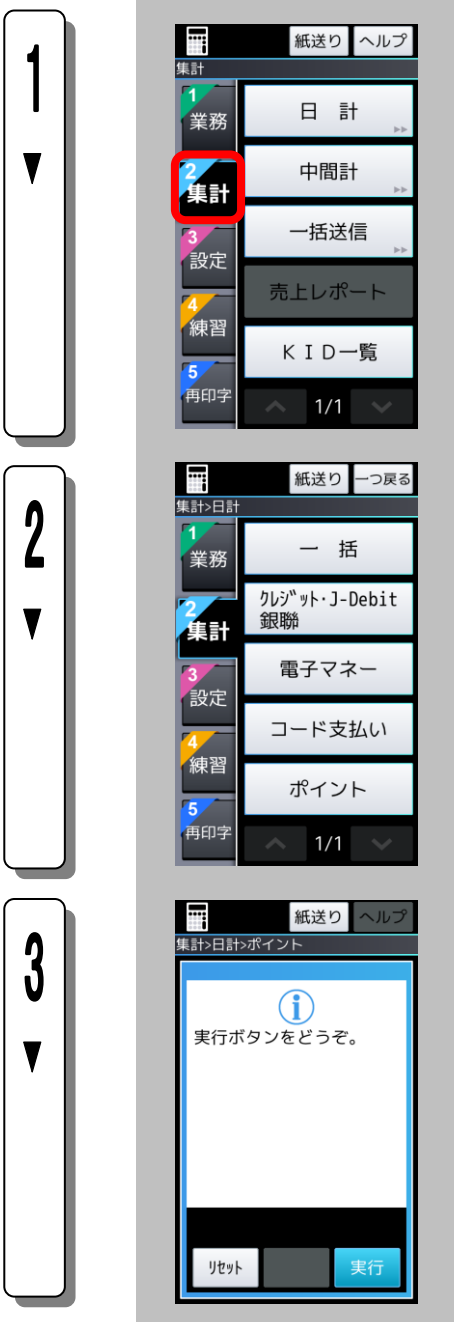 1
▼
紙送り ヘルプ
集計
1 業務
2 集計
3 設定
4 練習
5 再印字
日 計
中間計
一括送信
売上レポート
KID一覧
1/1
2
▼
紙送り 一つ戻る
集計>日計
1 業務
2 集計
3 設定
4 練習
5 再印字
一 括
ｸﾚｼﾞｯﾄ・J-Debit
銀聯
電子マネー
コード支払い
ポイント
1/1
3
▼
紙送り ヘルプ
集計>日計>ポイント
実行ボタンをどうぞ。
ﾘｾｯﾄ 実行